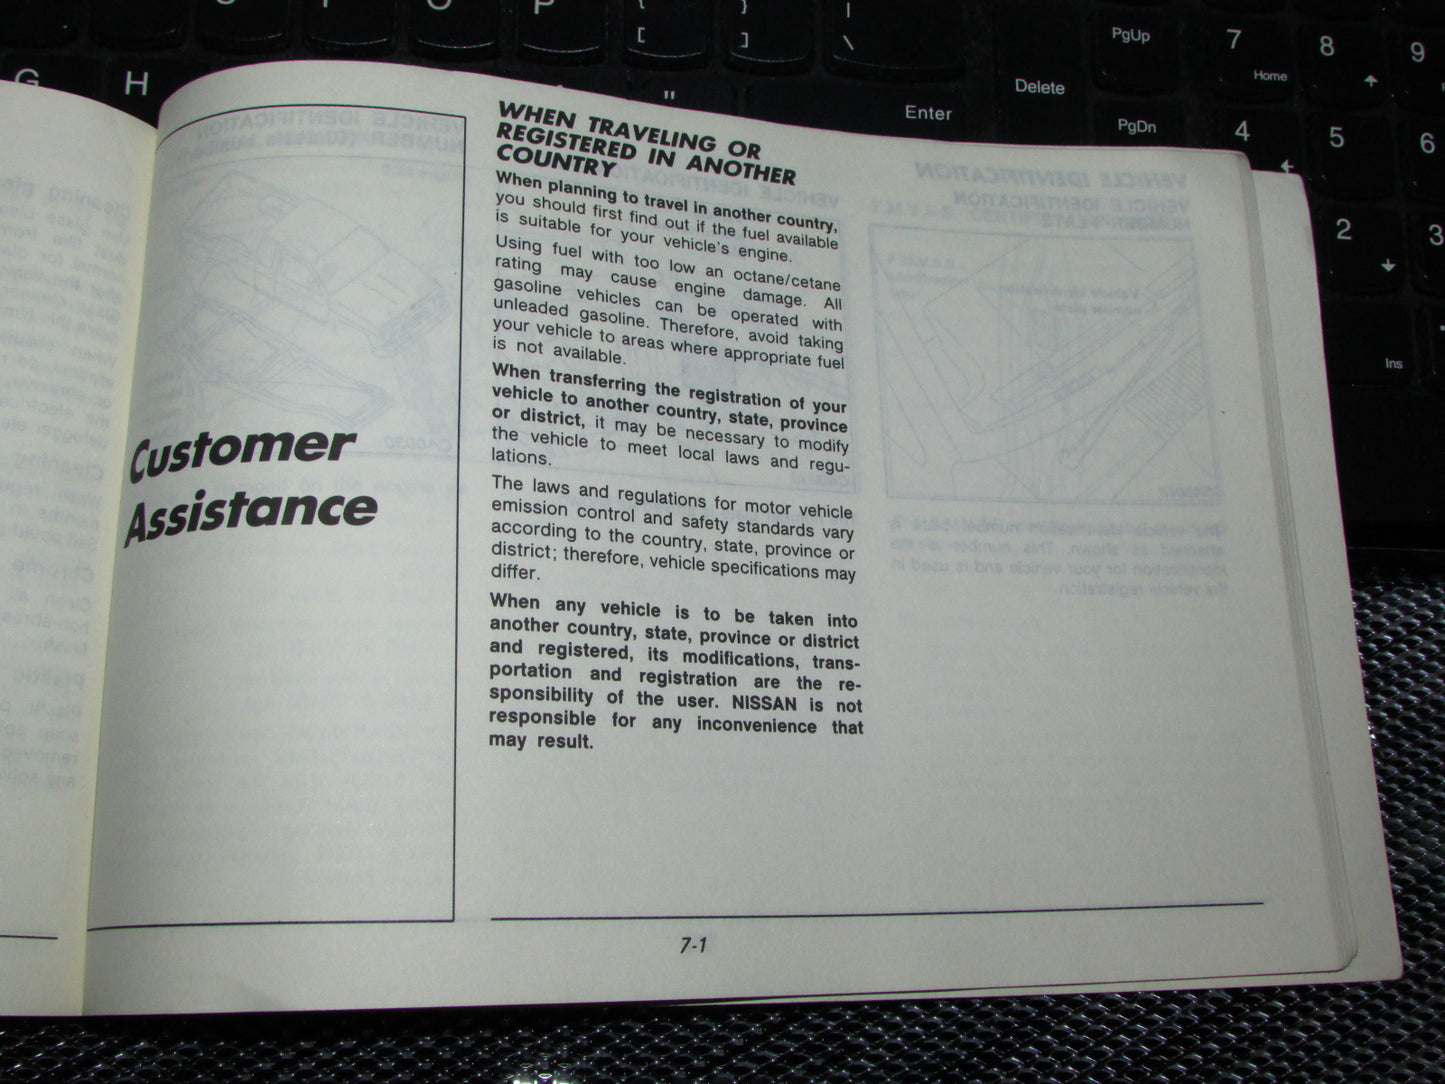 O P { [ } ] | \
G H " Enter Delete
PgUp 7 Home 8 9
PgDn 4 5 6
2 3
Ins
Customer
Assistance
WHEN TRAVELING OR
REGISTERED IN ANOTHER
COUNTRY
When planning to travel in another country,
you should first find out if the fuel available
is suitable for your vehicle's engine.
Using fuel with too low an octane/cetane
rating may cause engine damage. All
gasoline vehicles can be operated with
unleaded gasoline. Therefore, avoid taking
your vehicle to areas where appropriate fuel
is not available.
When transferring the registration of your
vehicle to another country, state, province
or district, it may be necessary to modify
the vehicle to meet local laws and regu-
lations.
The laws and regulations for motor vehicle
emission control and safety standards vary
according to the country, state, province or
district; therefore, vehicle specifications may
differ.
When any vehicle is to be taken into
another country, state, province or district
and registered, its modifications, trans-
portation and registration are the re-
sponsibility of the user. NISSAN is not
responsible for any inconvenience that
may result.
7-1